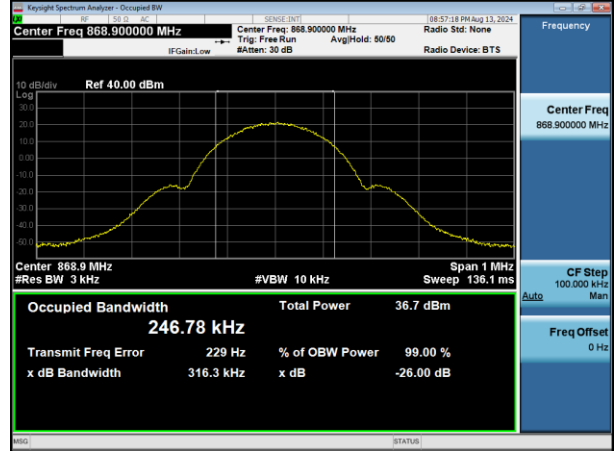 Keysight Spectrum Analyzer - Occupied BW
RF 50 Ω AC SENSE:INT 08:57:18 PM Aug 13, 2024
Center Freq 868.900000 MHz Center Freq: 868.900000 MHz Radio Std: None Frequency
Trig: Free Run Avg|Hold: 50/50
IFGain:Low #Atten: 30 dB Radio Device: BTS
10 dB/div Ref 40.00 dBm
Log
30.0
20.0
10.0
0.00
-10.0
-20.0
-30.0
-40.0
-50.0
Center Freq
868.900000 MHz
Center 868.9 MHz Span 1 MHz
#Res BW 3 kHz #VBW 10 kHz Sweep 136.1 ms
CF Step
100.000 kHz
Auto Man
Occupied Bandwidth Total Power 36.7 dBm
246.78 kHz
Freq Offset
0 Hz
Transmit Freq Error 229 Hz % of OBW Power 99.00 %
x dB Bandwidth 316.3 kHz x dB -26.00 dB
MSG STATUS